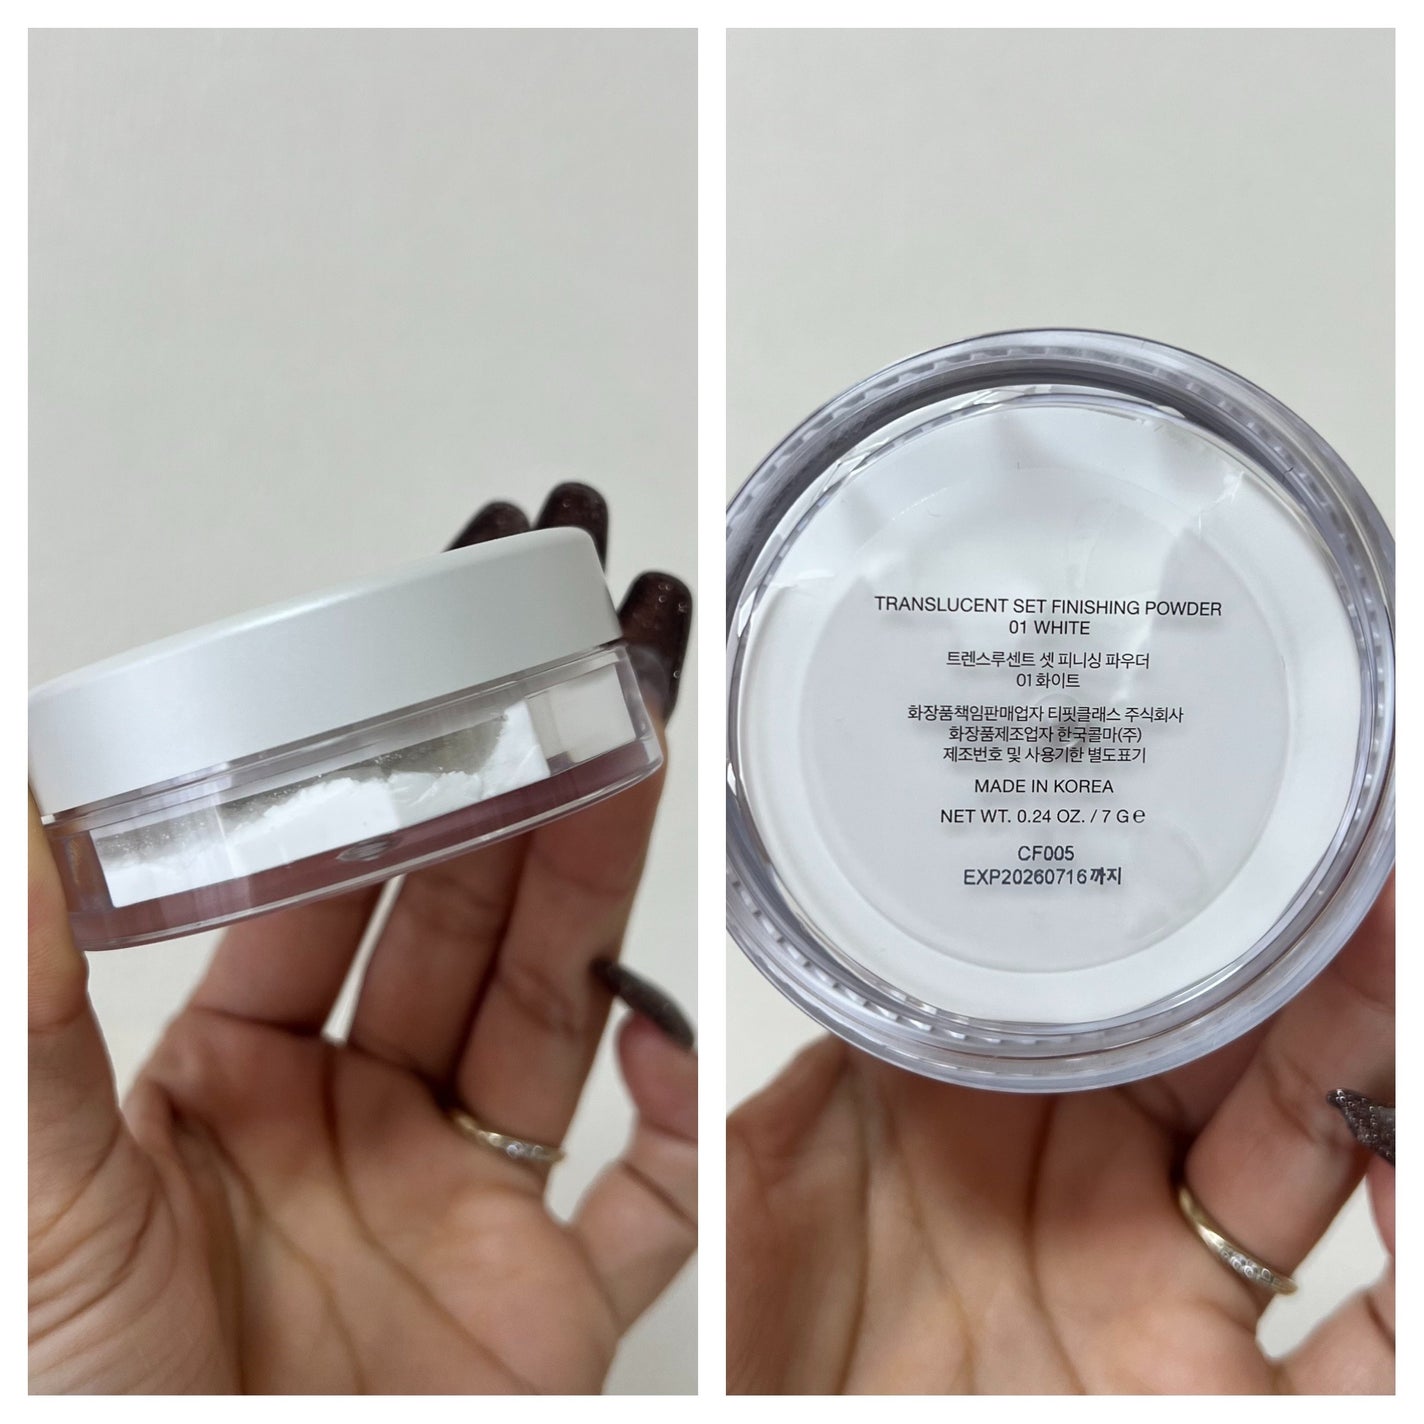 TRANSLUCENT SET FINISHING POWDER
01 WHITE
트렌스루센트 셋 피니싱 파우더
01 화이트
화장품책임판매업자 티핏클래스 주식회사
화장품제조업자 한국콜마(주)
제조번호 및 사용기한 별도표기
MADE IN KOREA
NET WT. 0.24 OZ. / 7 G ℮
CF005
EXP20260716까지